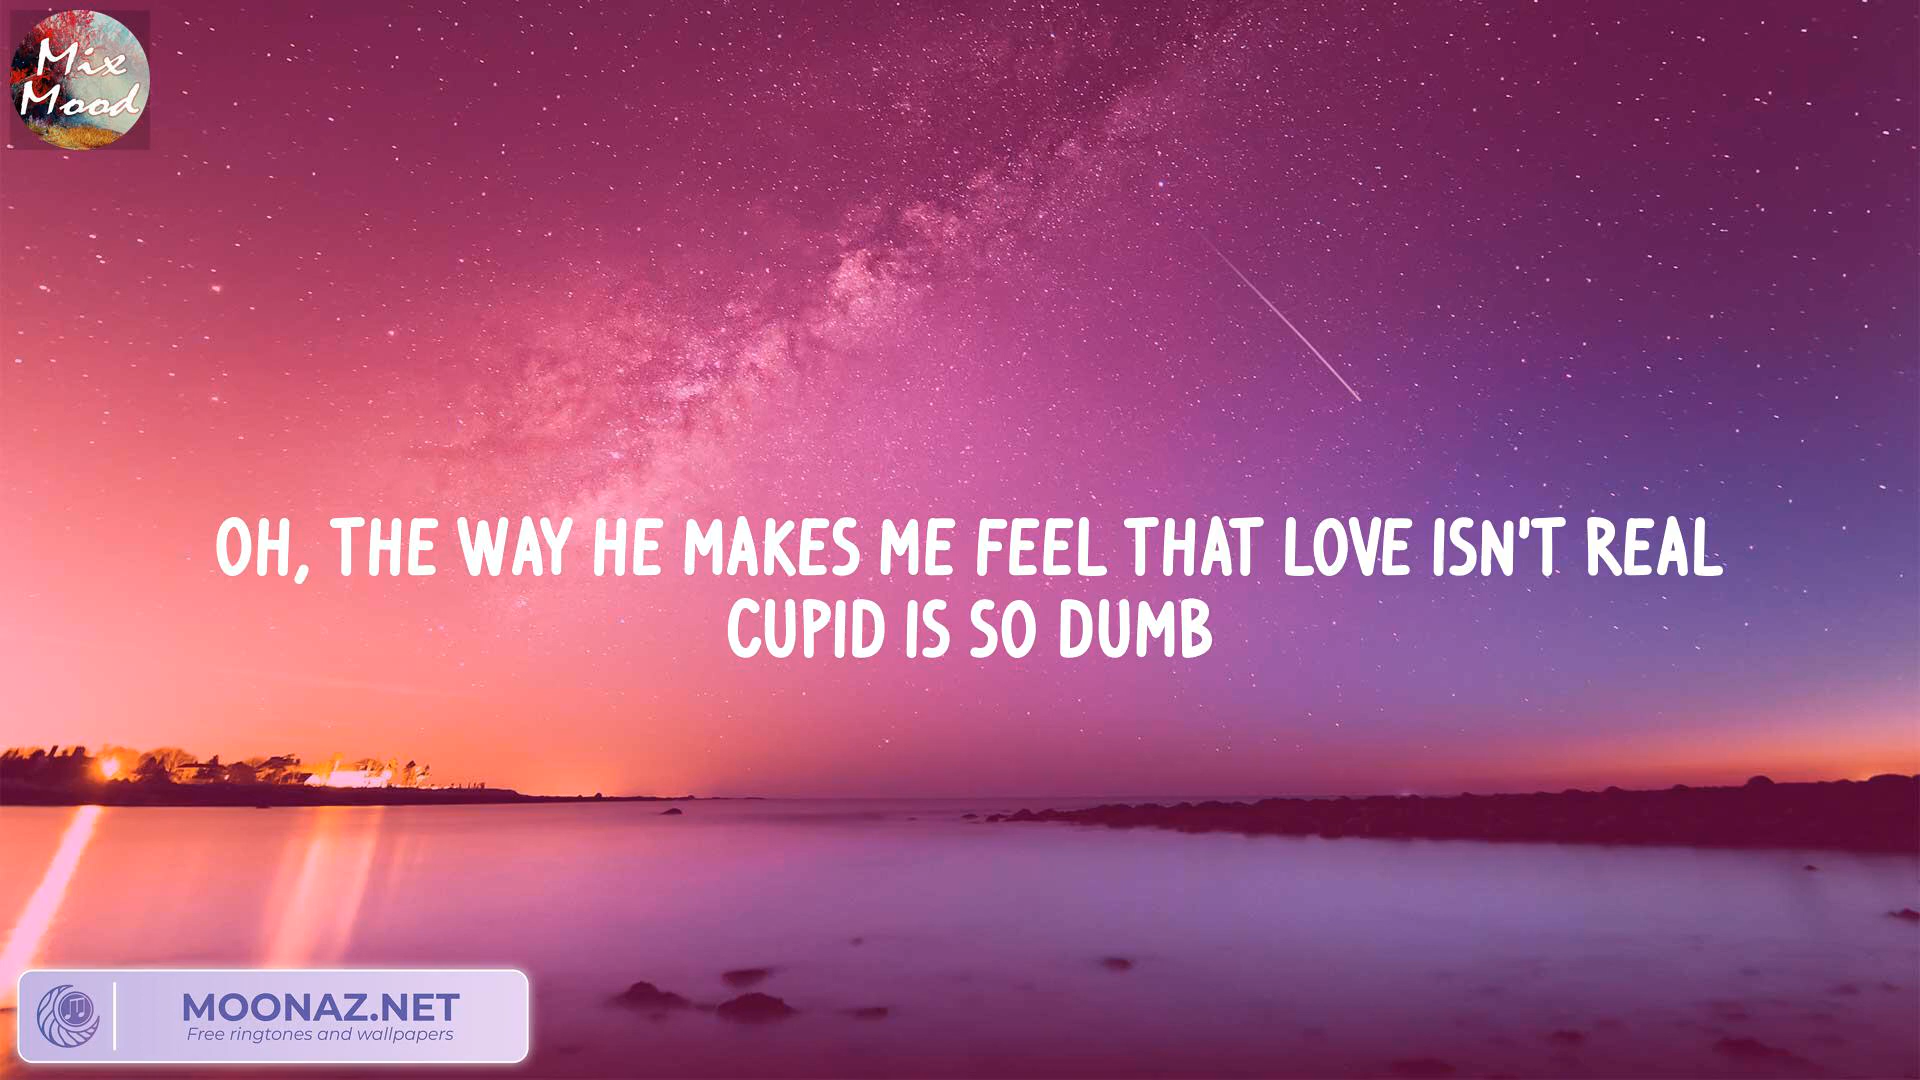 Mix
Mood
OH, THE WAY HE MAKES ME FEEL THAT LOVE ISN'T REAL
CUPID IS SO DUMB
MOONAZ.NET
Free ringtones and wallpapers